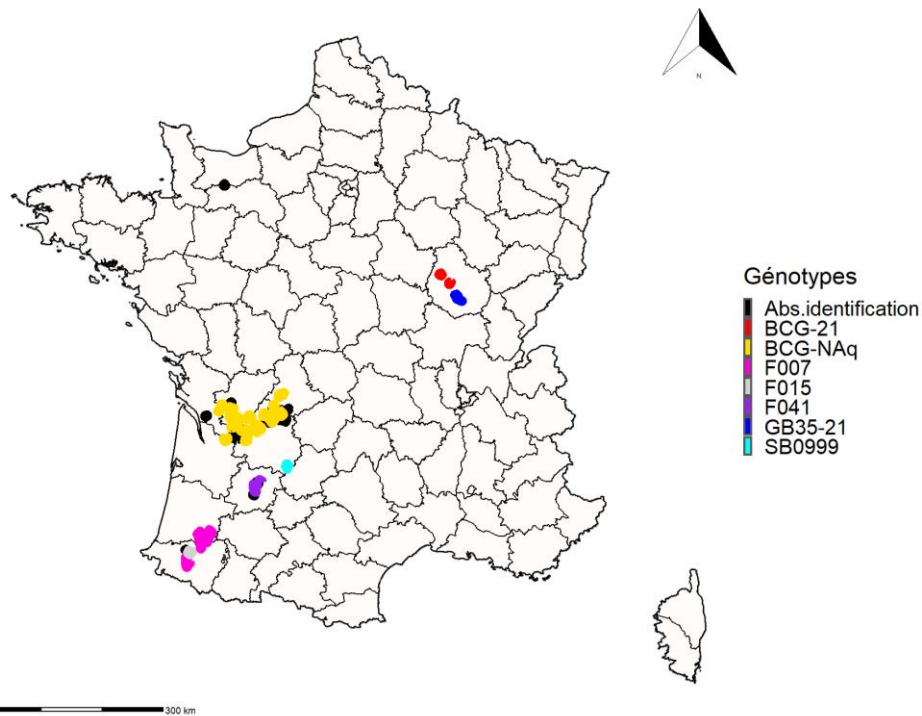 N
Génotypes
Abs.identification
BCG-21
BCG-NAq
F007
F015
F041
GB35-21
SB0999
300 km